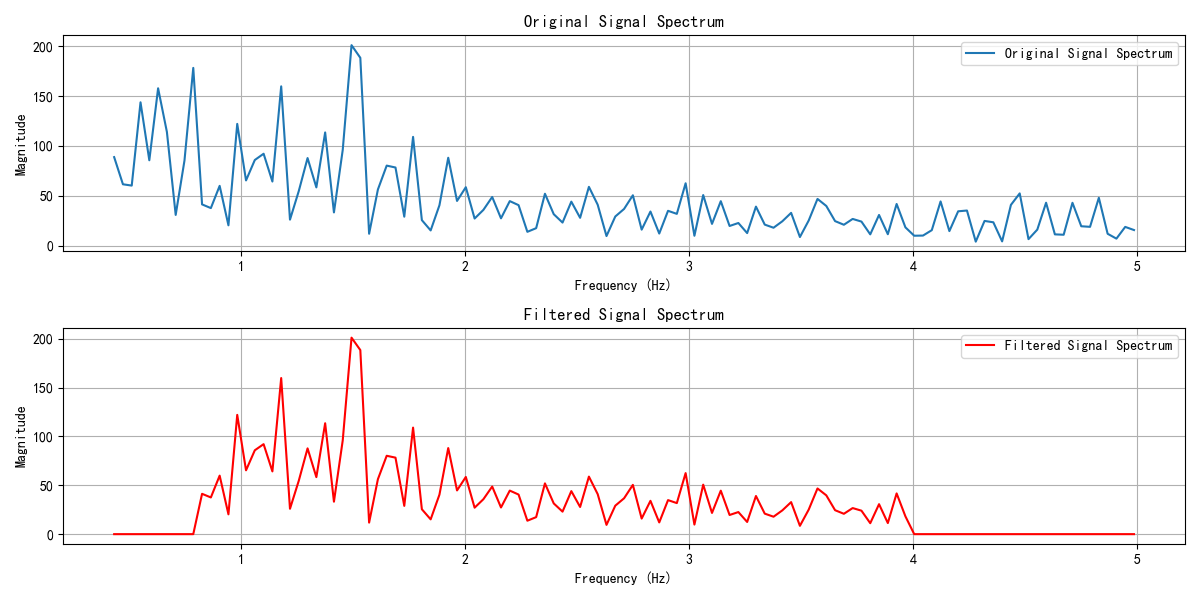 Original Signal Spectrum
200
150
100
50
0
Magnitude
Original Signal Spectrum
1 2 3 4 5
Frequency (Hz)
Filtered Signal Spectrum
200
150
100
50
0
Magnitude
Filtered Signal Spectrum
1 2 3 4 5
Frequency (Hz)